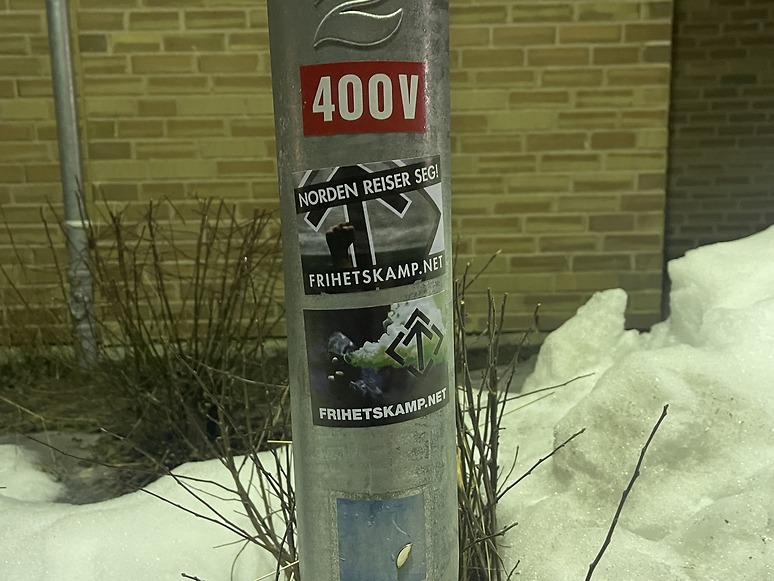 400V
NORDEN REISER SEG!
FRIHETSKAMP.NET
FRIHETSKAMP.NET